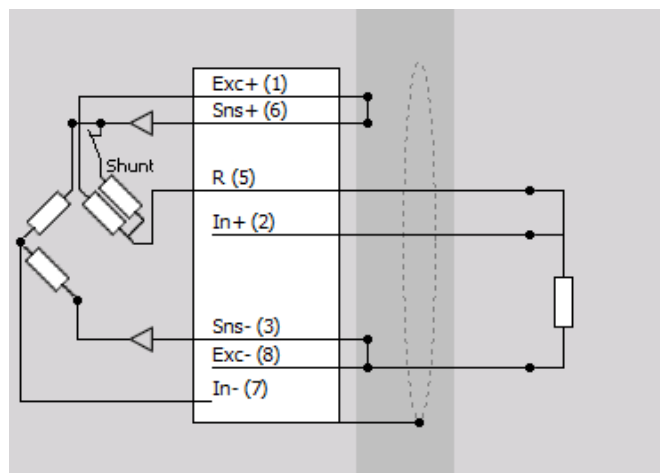 Exc+ (1)
Sns+ (6)
Shunt
R (5)
In+ (2)
Sns- (3)
Exc- (8)
In- (7)